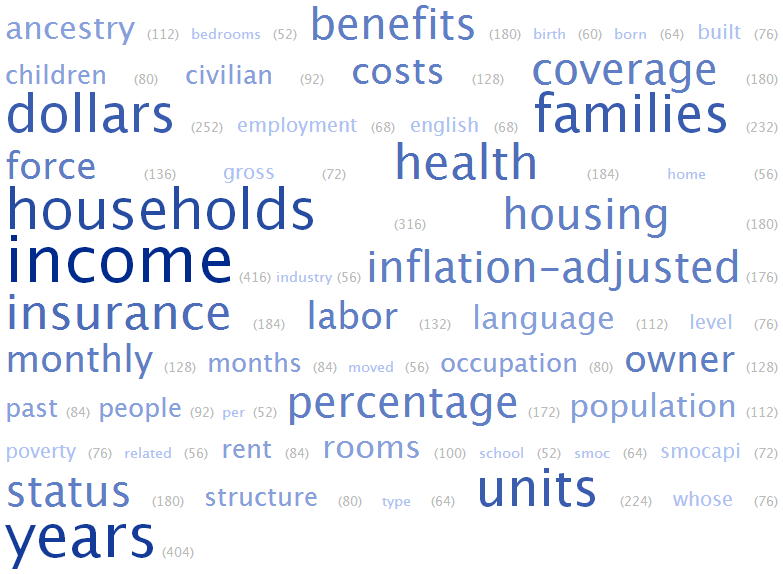 ancestry (112) bedrooms (52) benefits (180) birth (60) born (64) built (76)
children (80) civilian (92) costs (128) coverage (180)
dollars (252) employment (68) english (68) families (232)
force (136) gross (72) health (184) home (56)
households (316) housing (180)
income (416) industry (56) inflation-adjusted (176)
insurance (184) labor (132) language (112) level (76)
monthly (128) months (84) moved (56) occupation (80) owner (128)
past (84) people (92) per (52) percentage (172) population (112)
poverty (76) related (56) rent (84) rooms (100) school (52) smoc (64) smocapi (72)
status (180) structure (80) type (64) units (224) whose (76)
years (404)